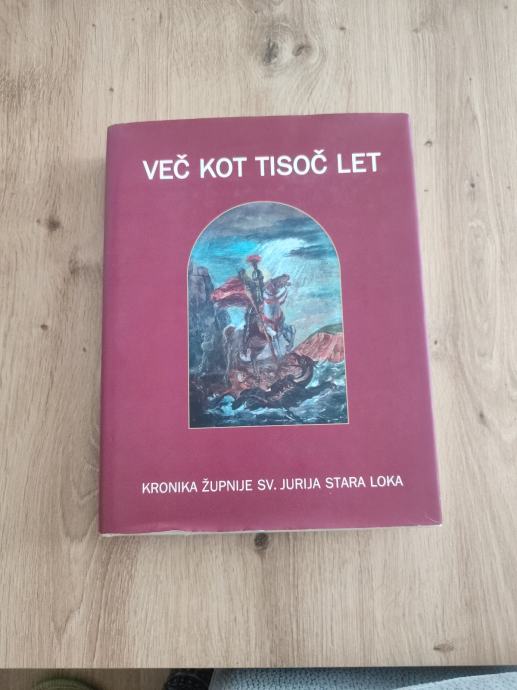 VEČ KOT TISOČ LET
KRONIKA ŽUPNIJE SV. JURIJA STARA LOKA